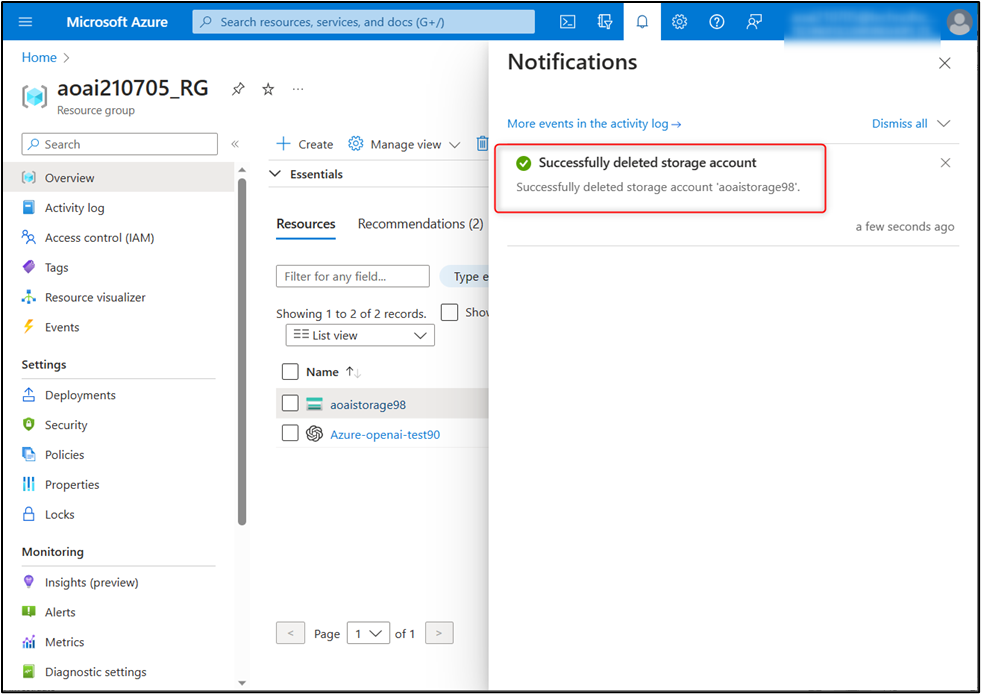 Microsoft Azure
Search resources, services, and docs (G+/)
Home
aoai210705_RG
Resource group
Search
Overview
Activity log
Access control (IAM)
Tags
Resource visualizer
Events
Settings
Deployments
Security
Policies
Properties
Locks
Monitoring
Insights (preview)
Alerts
Metrics
Diagnostic settings
Create
Manage view
Essentials
Resources Recommendations (2)
Filter for any field...
Type e
Showing 1 to 2 of 2 records.
Show
List view
Name
aoaistorage98
Azure-openai-test90
< Page 1 of 1 >
Notifications
More events in the activity log →
Dismiss all
Successfully deleted storage account
Successfully deleted storage account 'aoaistorage98'.
a few seconds ago